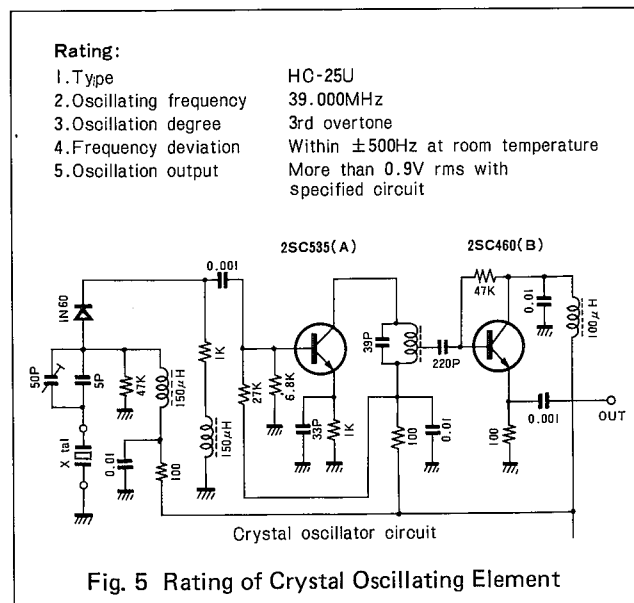 Rating:
1.Type HC-25U
2.Oscillating frequency 39.000MHz
3.Oscillation degree 3rd overtone
4.Frequency deviation Within ±500Hz at room temperature
5.Oscillation output More than 0.9V rms with
specified circuit
2SC535(A)
2SC460(B)
0.001
1N60
50P
5P
47K
150μH
1K
150μH
X tal
0.01
100
27K
6.8K
33P
1K
39P
100
0.01
220P
47K
0.01
100μH
100
0.001
OUT
Crystal oscillator circuit
Fig. 5 Rating of Crystal Oscillating Element